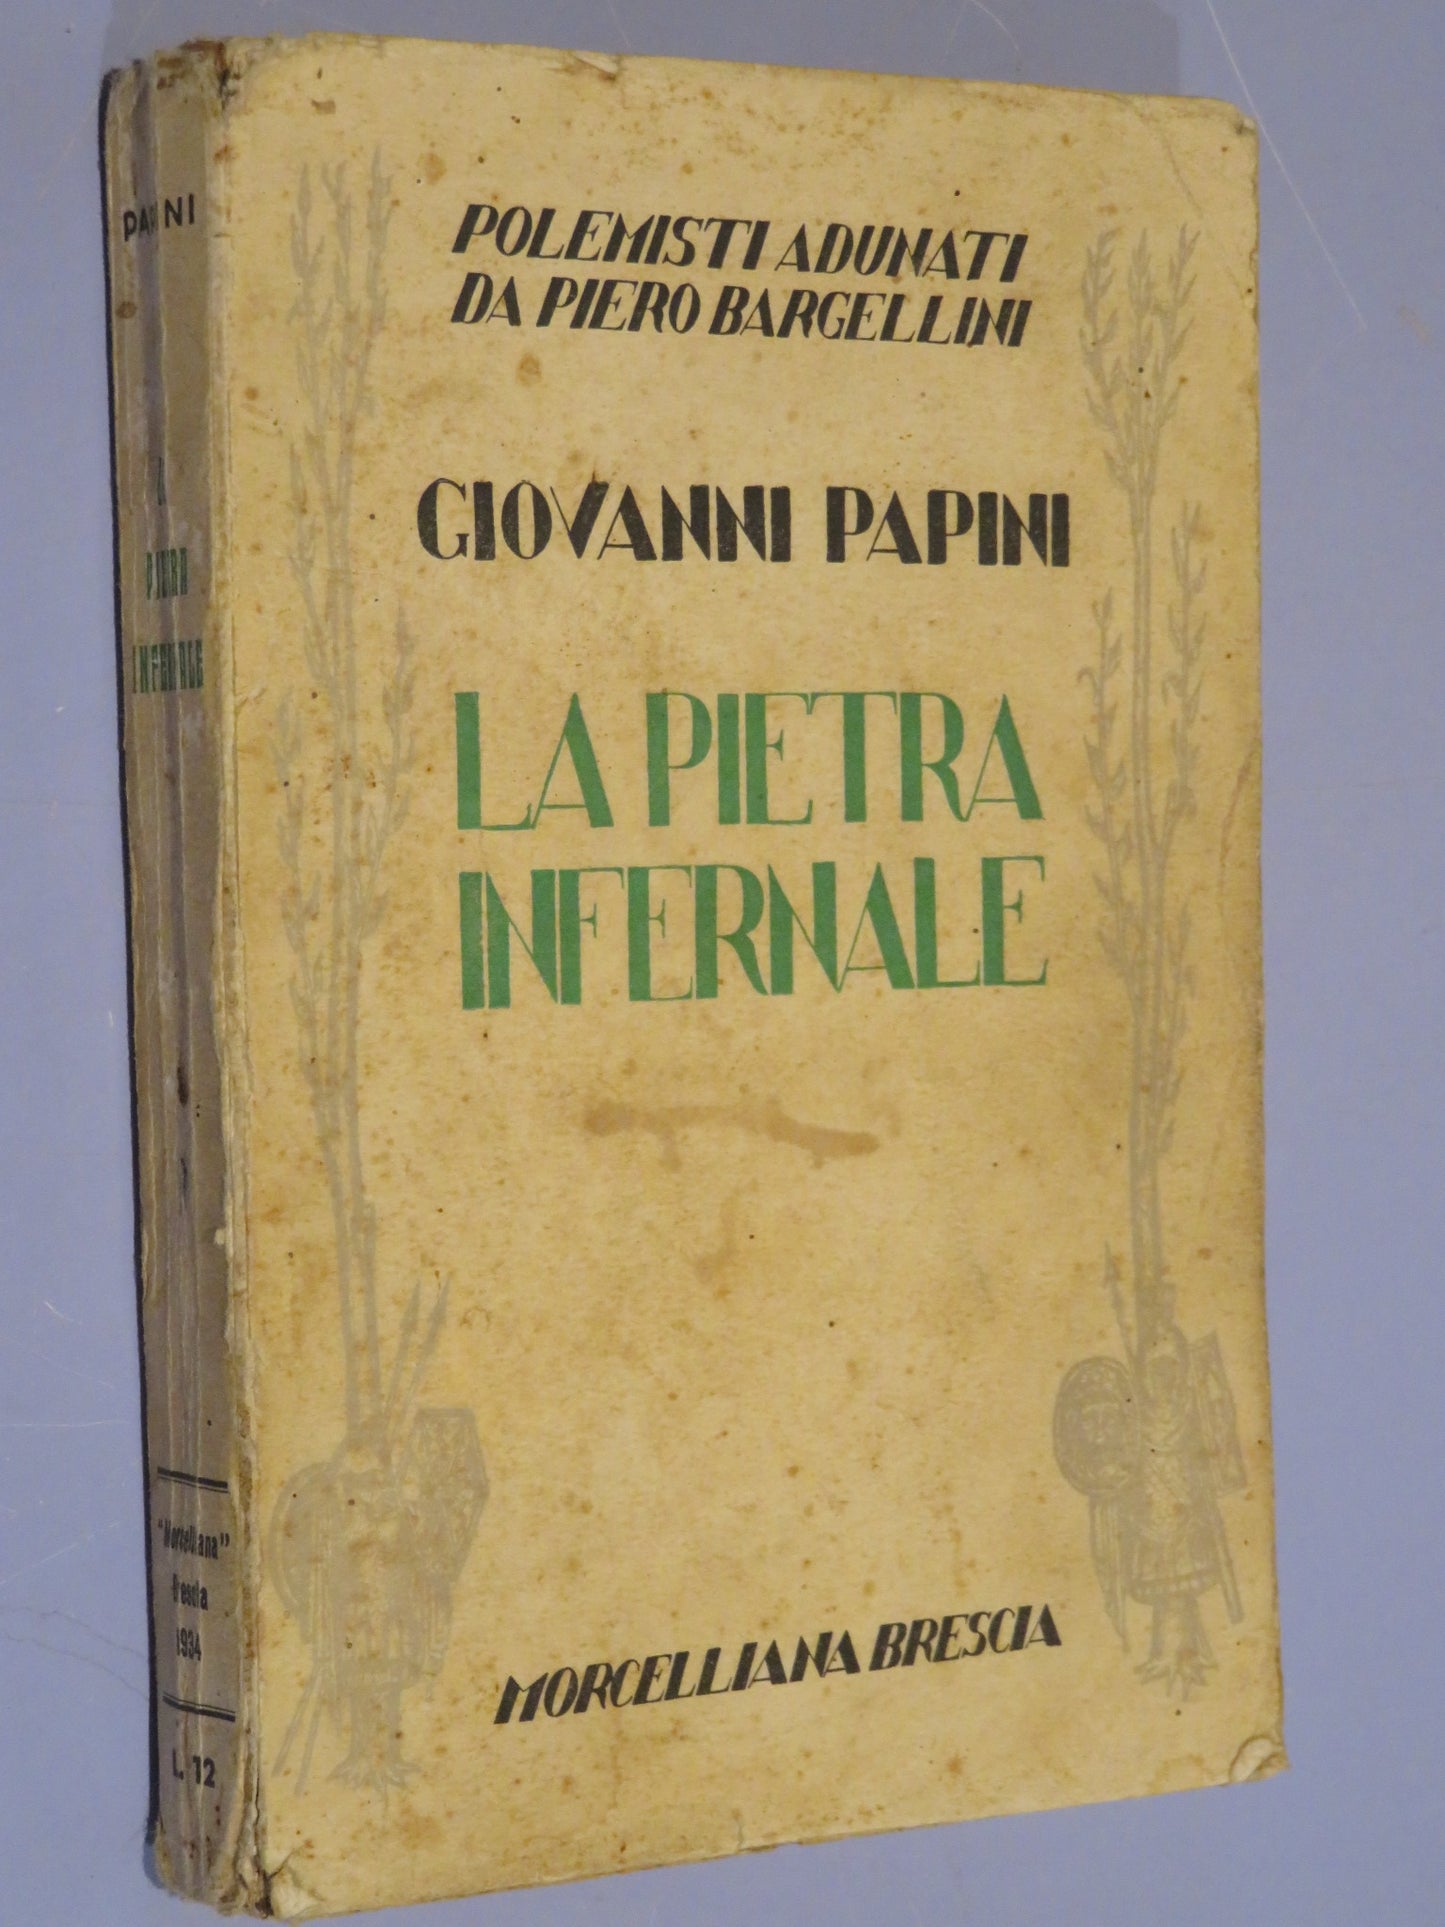 POLEMISTI ADUNATI
DA PIERO BARGELLINI
GIOVANNI PAPINI
LA PIETRA
INFERNALE
MORCELLIANA BRESCIA
PAPINI
PIETRA
INFERNALE
"Morcelliana"
Brescia
1934
L. 12